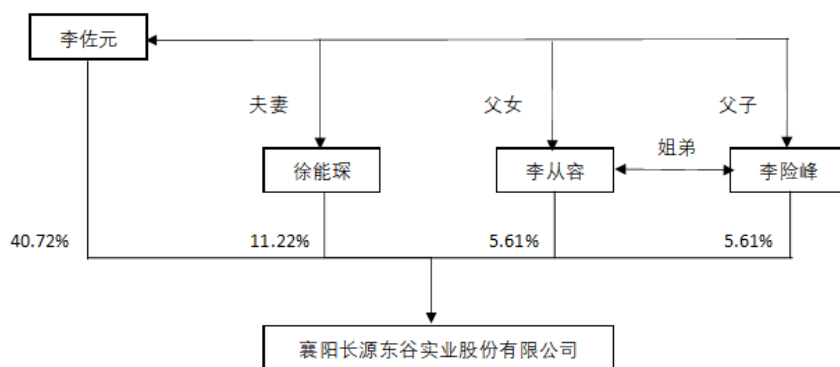 李佐元
夫妻
父女
父子
姐弟
徐能琛
李从容
李险峰
40.72%
11.22%
5.61%
5.61%
襄阳长源东谷实业股份有限公司